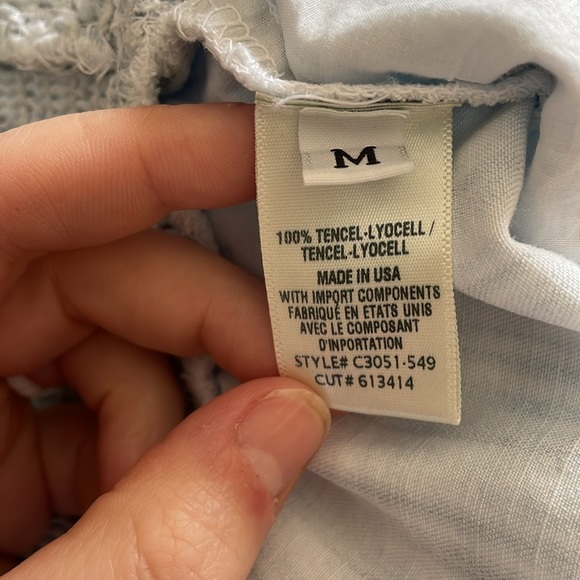 M
100% TENCEL-LYOCELL /
TENCEL-LYOCELL
MADE IN USA
WITH IMPORT COMPONENTS
FABRIQUÉ EN ETATS UNIS
AVEC LE COMPOSANT
D'INPORTATION
STYLE# C3051-549
CUT# 613414